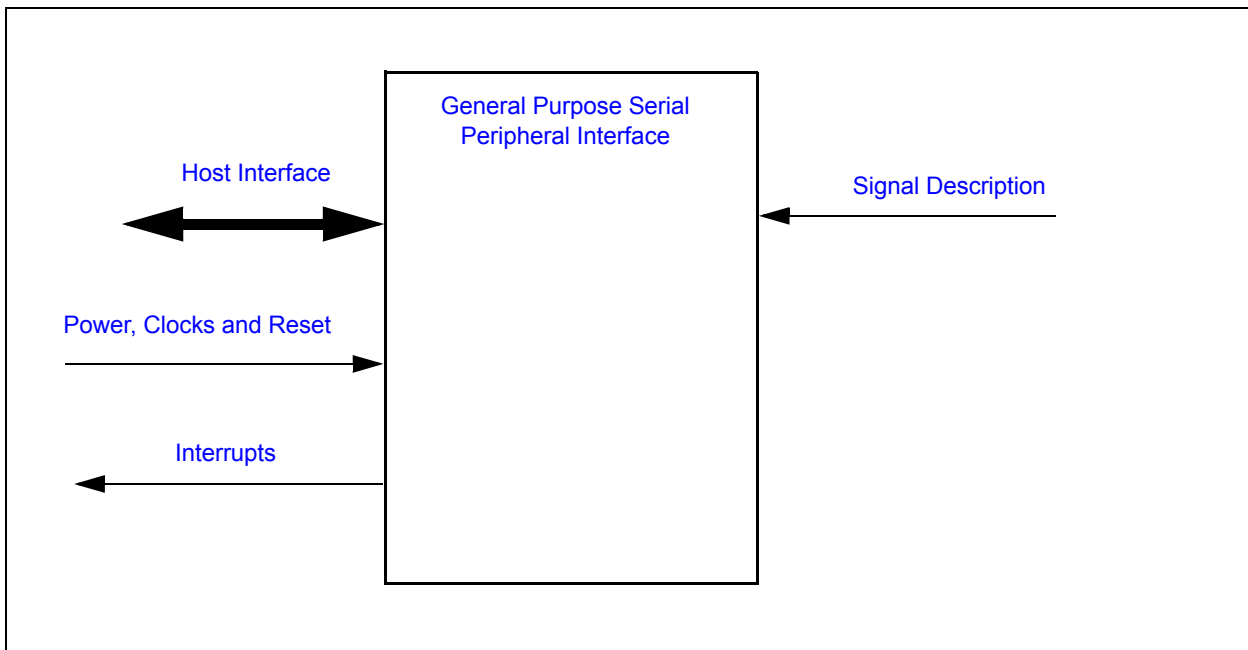 General Purpose Serial
Peripheral Interface
Host Interface
Signal Description
Power, Clocks and Reset
Interrupts